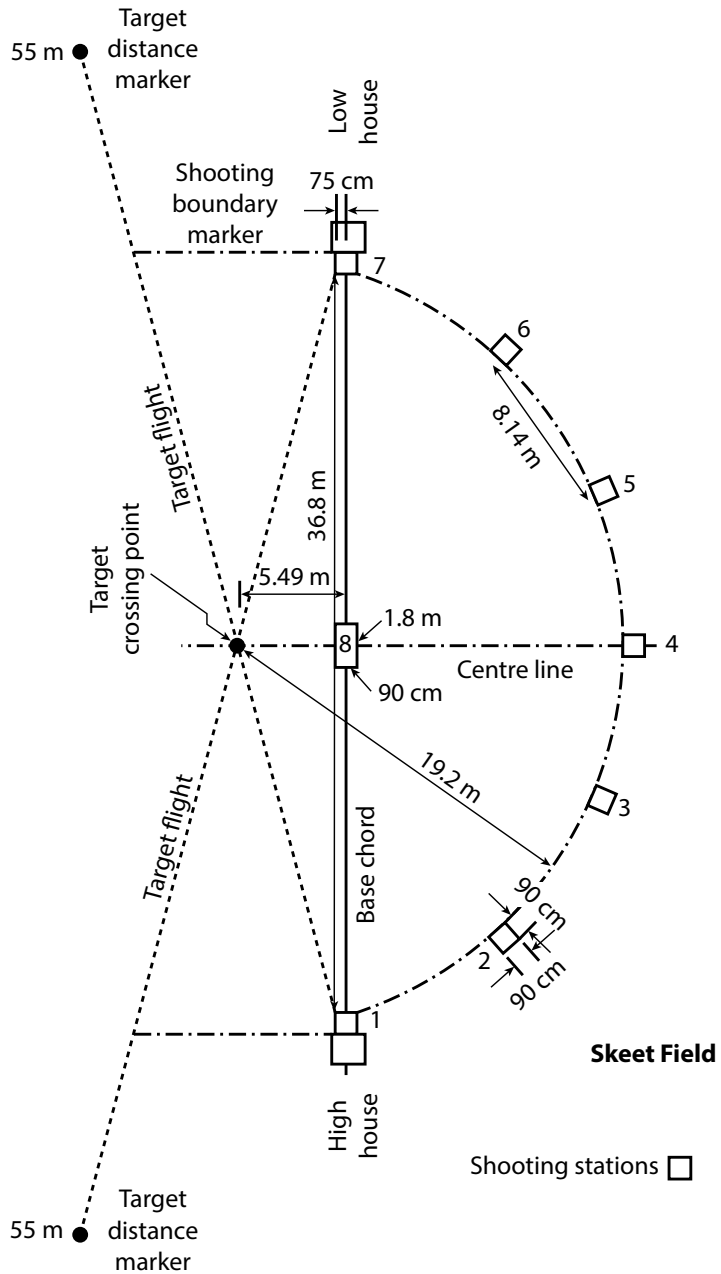 Target
distance
marker
55 m
Low
house
Shooting
boundary
marker
75 cm
7
6
8.14 m
5
Target flight
36.8 m
Target
crossing point
5.49 m
1.8 m
8
4
Centre line
90 cm
19.2 m
3
Target flight
Base chord
90 cm
2
90 cm
1
Skeet Field
High
house
Shooting stations
Target
distance
marker
55 m